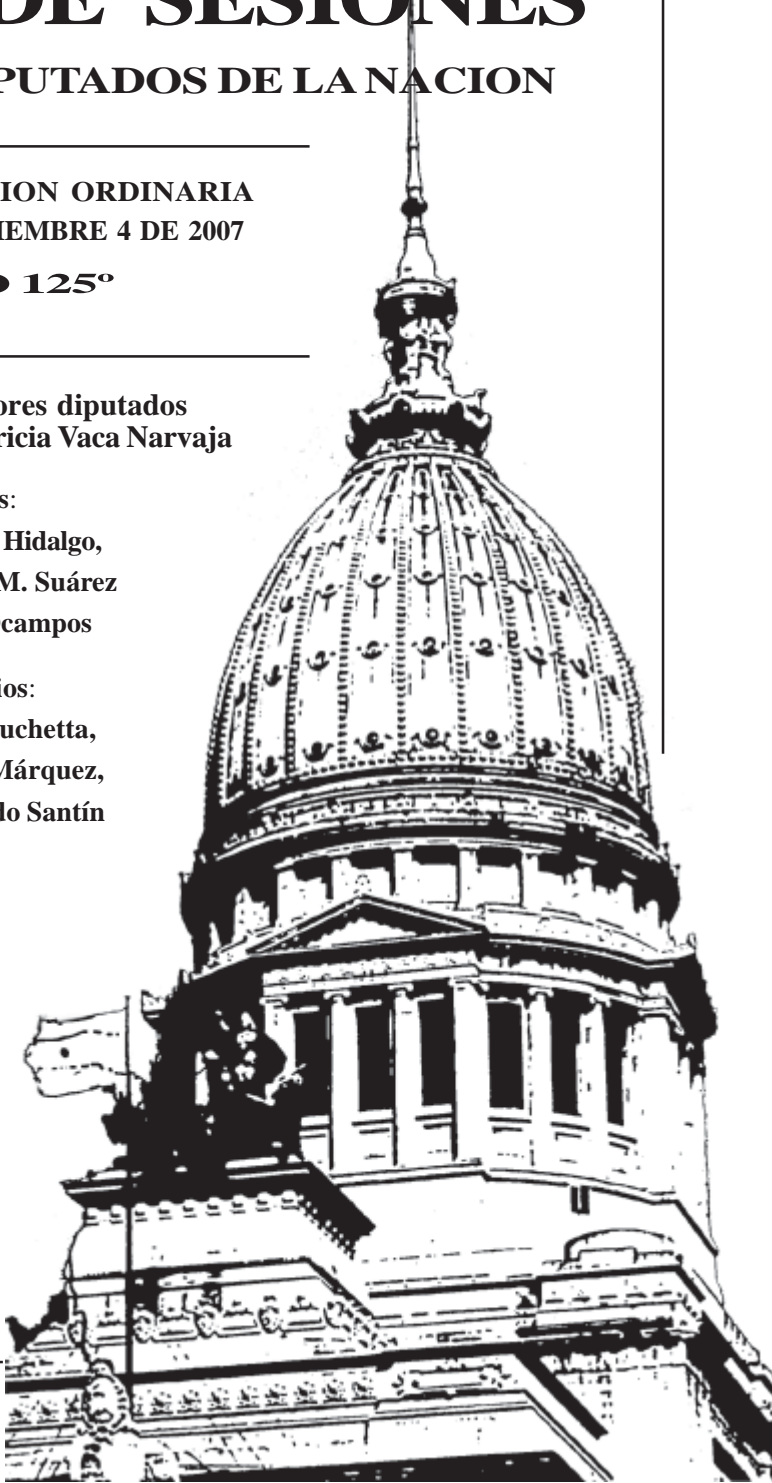 DE SESIONES
PUTADOS DE LA NACION
ION ORDINARIA
IEMBRE 4 DE 2007
O 125º
ores diputados
ricia Vaca Narvaja
s:
Hidalgo,
M. Suárez
campos
ios:
uchetta,
Márquez,
do Santín